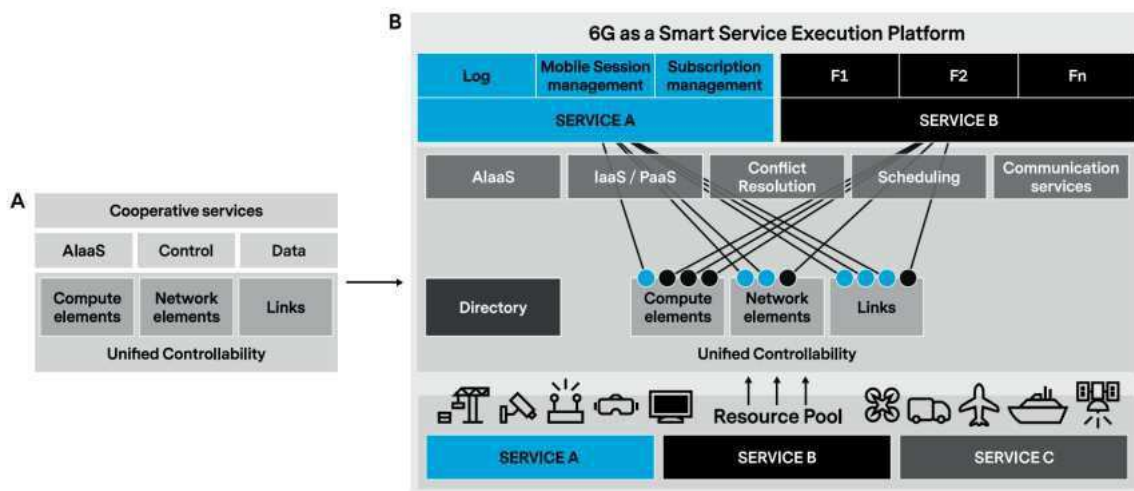 A
Cooperative services
AIaaS
Control
Data
Compute
elements
Network
elements
Links
Unified Controllability
B
6G as a Smart Service Execution Platform
Log
Mobile Session
management
Subscription
management
F1
F2
Fn
SERVICE A
SERVICE B
AIaaS
IaaS / PaaS
Conflict
Resolution
Scheduling
Communication
services
Directory
Compute
elements
Network
elements
Links
Unified Controllability
Resource Pool
SERVICE A
SERVICE B
SERVICE C